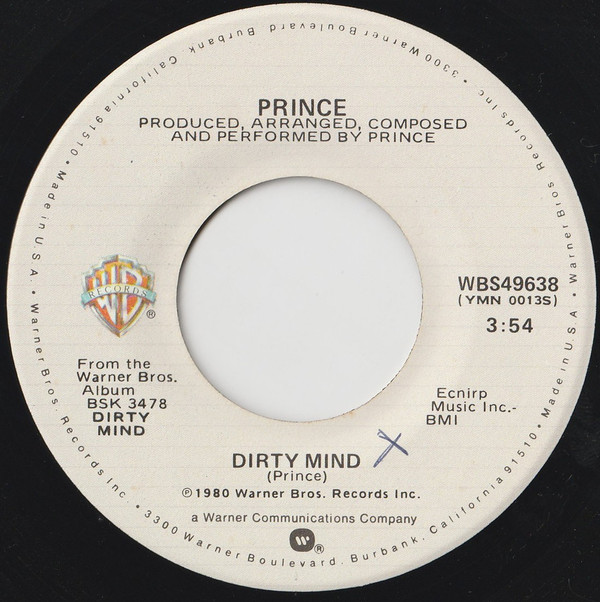 PRINCE
PRODUCED, ARRANGED, COMPOSED
AND PERFORMED BY PRINCE
WB
RECORDS
®
WBS49638
(YMN 0013S)
3:54
From the
Warner Bros.
Album
BSK 3478
DIRTY
MIND
Ecnirp
Music Inc.-
BMI
DIRTY MIND X
(Prince)
℗1980 Warner Bros. Records Inc.
a Warner Communications Company
W®
Warner Bros. Records Inc. • 3300 Warner Boulevard, Burbank, California 91510 • Made in U.S.A. •
Warner Bros. Records Inc. • 3300 Warner Boulevard, Burbank, California 91510 • Made in U.S.A. •